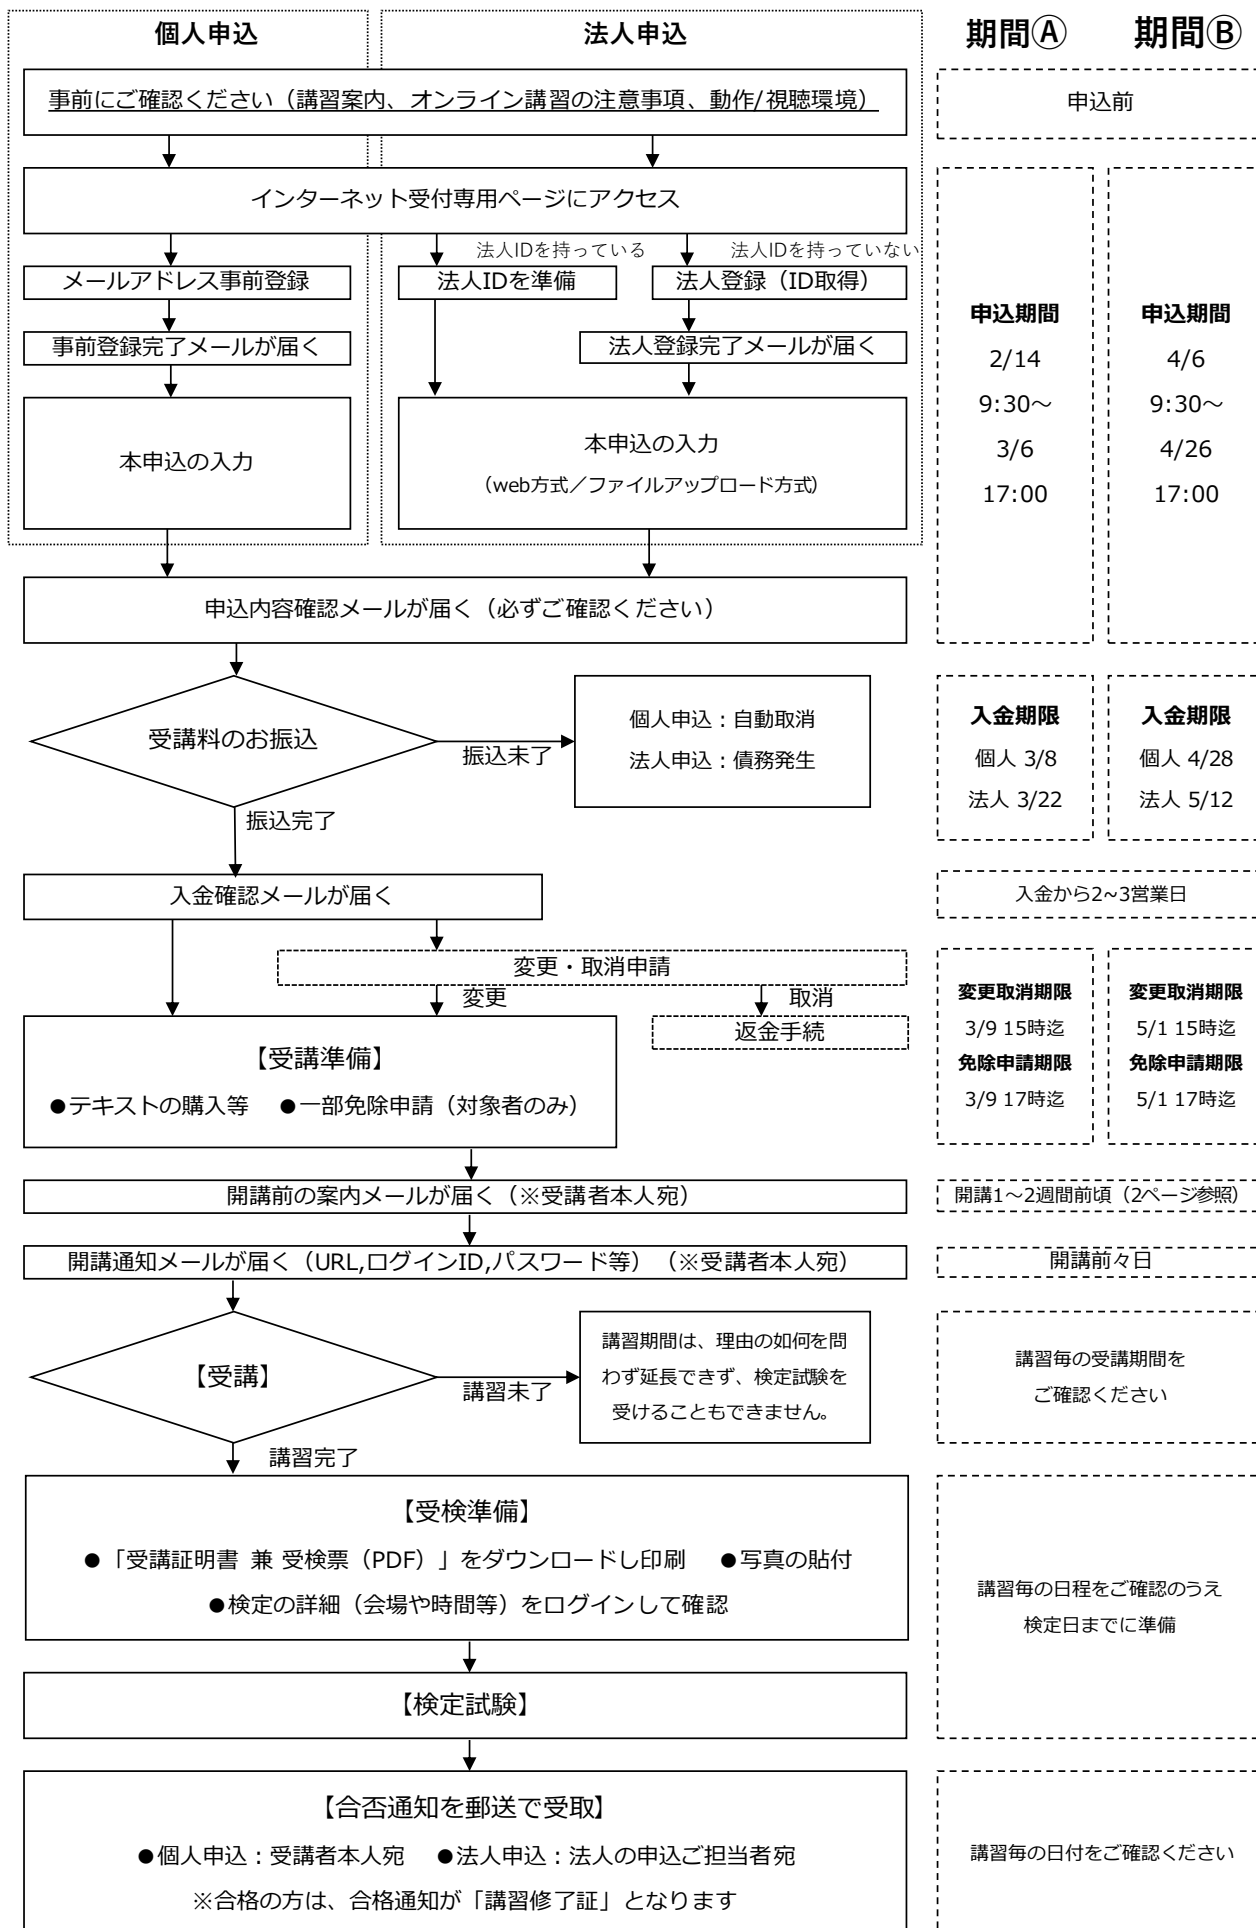 個人申込
法人申込
期間Ⓐ
期間Ⓑ
事前にご確認ください（講習案内、オンライン講習の注意事項、動作/視聴環境）
申込前
インターネット受付専用ページにアクセス
法人IDを持っている
法人IDを持っていない
メールアドレス事前登録
法人IDを準備
法人登録（ID取得）
事前登録完了メールが届く
法人登録完了メールが届く
本申込の入力
本申込の入力
（web方式／ファイルアップロード方式）
申込期間
2/14
9:30～
3/6
17:00
申込期間
4/6
9:30～
4/26
17:00
申込内容確認メールが届く（必ずご確認ください）
受講料のお振込
振込未了
個人申込：自動取消
法人申込：債務発生
入金期限
個人 3/8
法人 3/22
入金期限
個人 4/28
法人 5/12
振込完了
入金確認メールが届く
入金から2~3営業日
変更・取消申請
変更
取消
返金手続
【受講準備】
●テキストの購入等　●一部免除申請（対象者のみ）
変更取消期限
3/9 15時迄
免除申請期限
3/9 17時迄
変更取消期限
5/1 15時迄
免除申請期限
5/1 17時迄
開講前の案内メールが届く（※受講者本人宛）
開講1～2週間前頃（2ページ参照）
開講通知メールが届く（URL,ログインID,パスワード等）（※受講者本人宛）
開講前々日
【受講】
講習未了
講習期間は、理由の如何を問
わず延長できず、検定試験を
受けることもできません。
講習毎の受講期間を
ご確認ください
講習完了
【受検準備】
●「受講証明書 兼 受検票（PDF）」をダウンロードし印刷　●写真の貼付
●検定の詳細（会場や時間等）をログインして確認
講習毎の日程をご確認のうえ
検定日までに準備
【検定試験】
【合否通知を郵送で受取】
●個人申込：受講者本人宛　●法人申込：法人の申込ご担当者宛
※合格の方は、合格通知が「講習修了証」となります
講習毎の日付をご確認ください